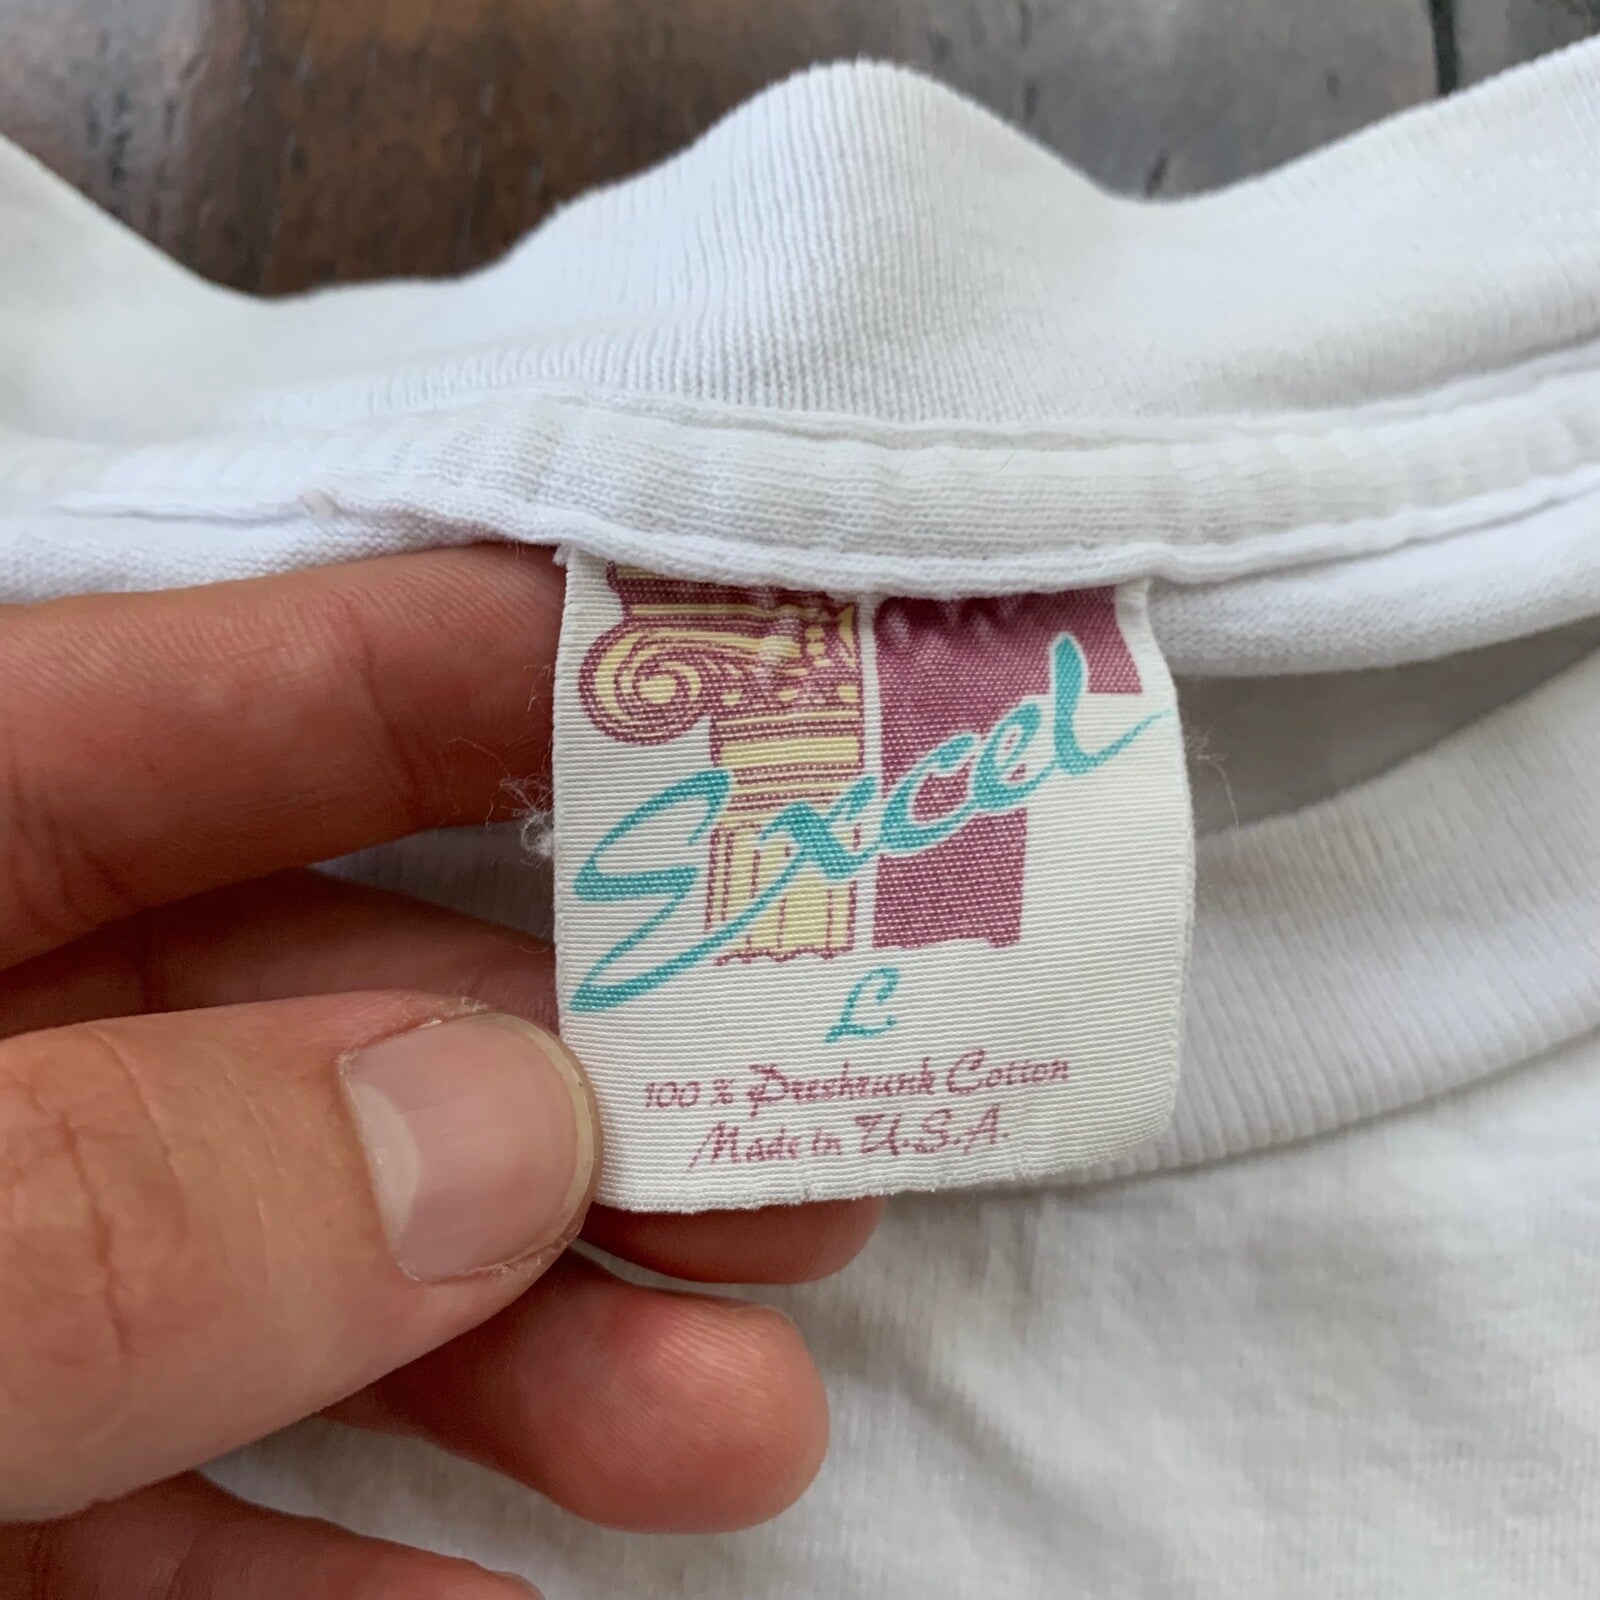 Excel
L
100 % Preshrunk Cotton
Made in U.S.A.